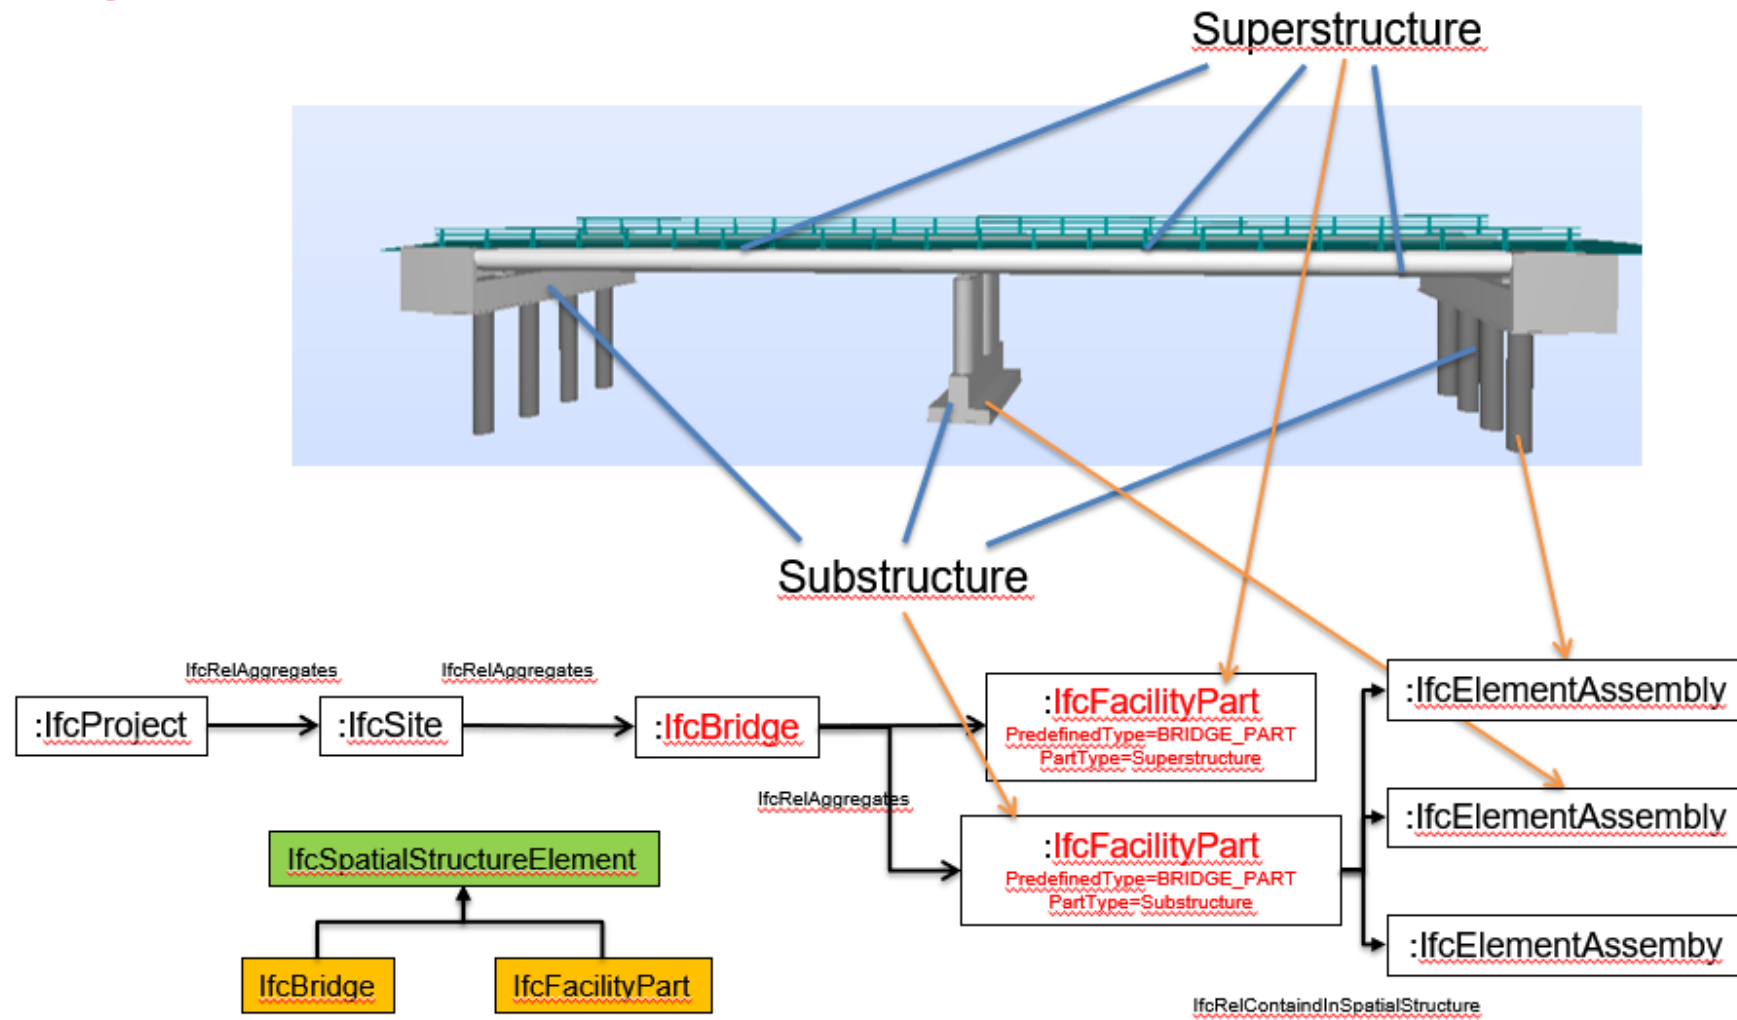 Superstructure
Substructure
IfcRelAggregates
IfcRelAggregates
:IfcProject
:IfcSite
:IfcBridge
:IfcFacilityPart
PredefinedType=BRIDGE_PART
PartType=Superstructure
:IfcElementAssembly
IfcRelAggregates
:IfcFacilityPart
PredefinedType=BRIDGE_PART
PartType=Substructure
:IfcElementAssembly
:IfcElementAssemby
IfcSpatialStructureElement
IfcBridge
IfcFacilityPart
IfcRelContaindInSpatialStructure